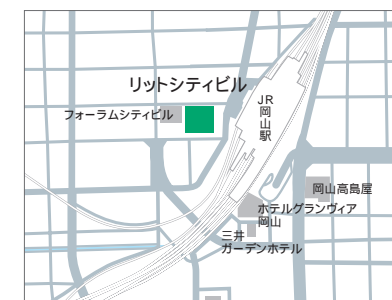 リットシティビル
フォーラムシティビル
JR岡山駅
岡山高島屋
ホテルグランヴィア
岡山
三井
ガーデンホテル